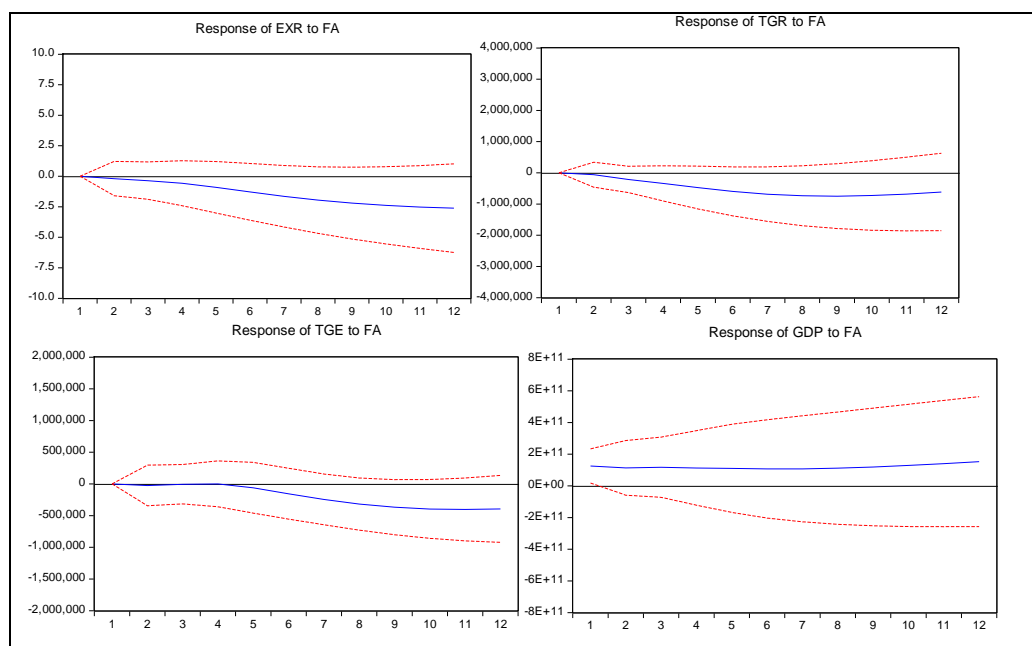 Response of EXR to FA
10.0
7.5
5.0
2.5
0.0
-2.5
-5.0
-7.5
-10.0
1 2 3 4 5 6 7 8 9 10 11 12
Response of TGR to FA
4,000,000
3,000,000
2,000,000
1,000,000
0
-1,000,000
-2,000,000
-3,000,000
-4,000,000
1 2 3 4 5 6 7 8 9 10 11 12
Response of TGE to FA
2,000,000
1,500,000
1,000,000
500,000
0
-500,000
-1,000,000
-1,500,000
-2,000,000
1 2 3 4 5 6 7 8 9 10 11 12
Response of GDP to FA
8E+11
6E+11
4E+11
2E+11
0E+00
-2E+11
-4E+11
-6E+11
-8E+11
1 2 3 4 5 6 7 8 9 10 11 12